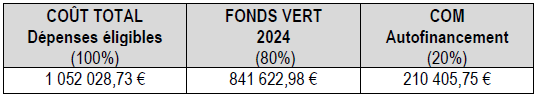 COÛT TOTAL
Dépenses éligibles
(100%)
FONDS VERT
2024
(80%)
COM
Autofinancement
(20%)
1 052 028,73 €
841 622,98 €
210 405,75 €